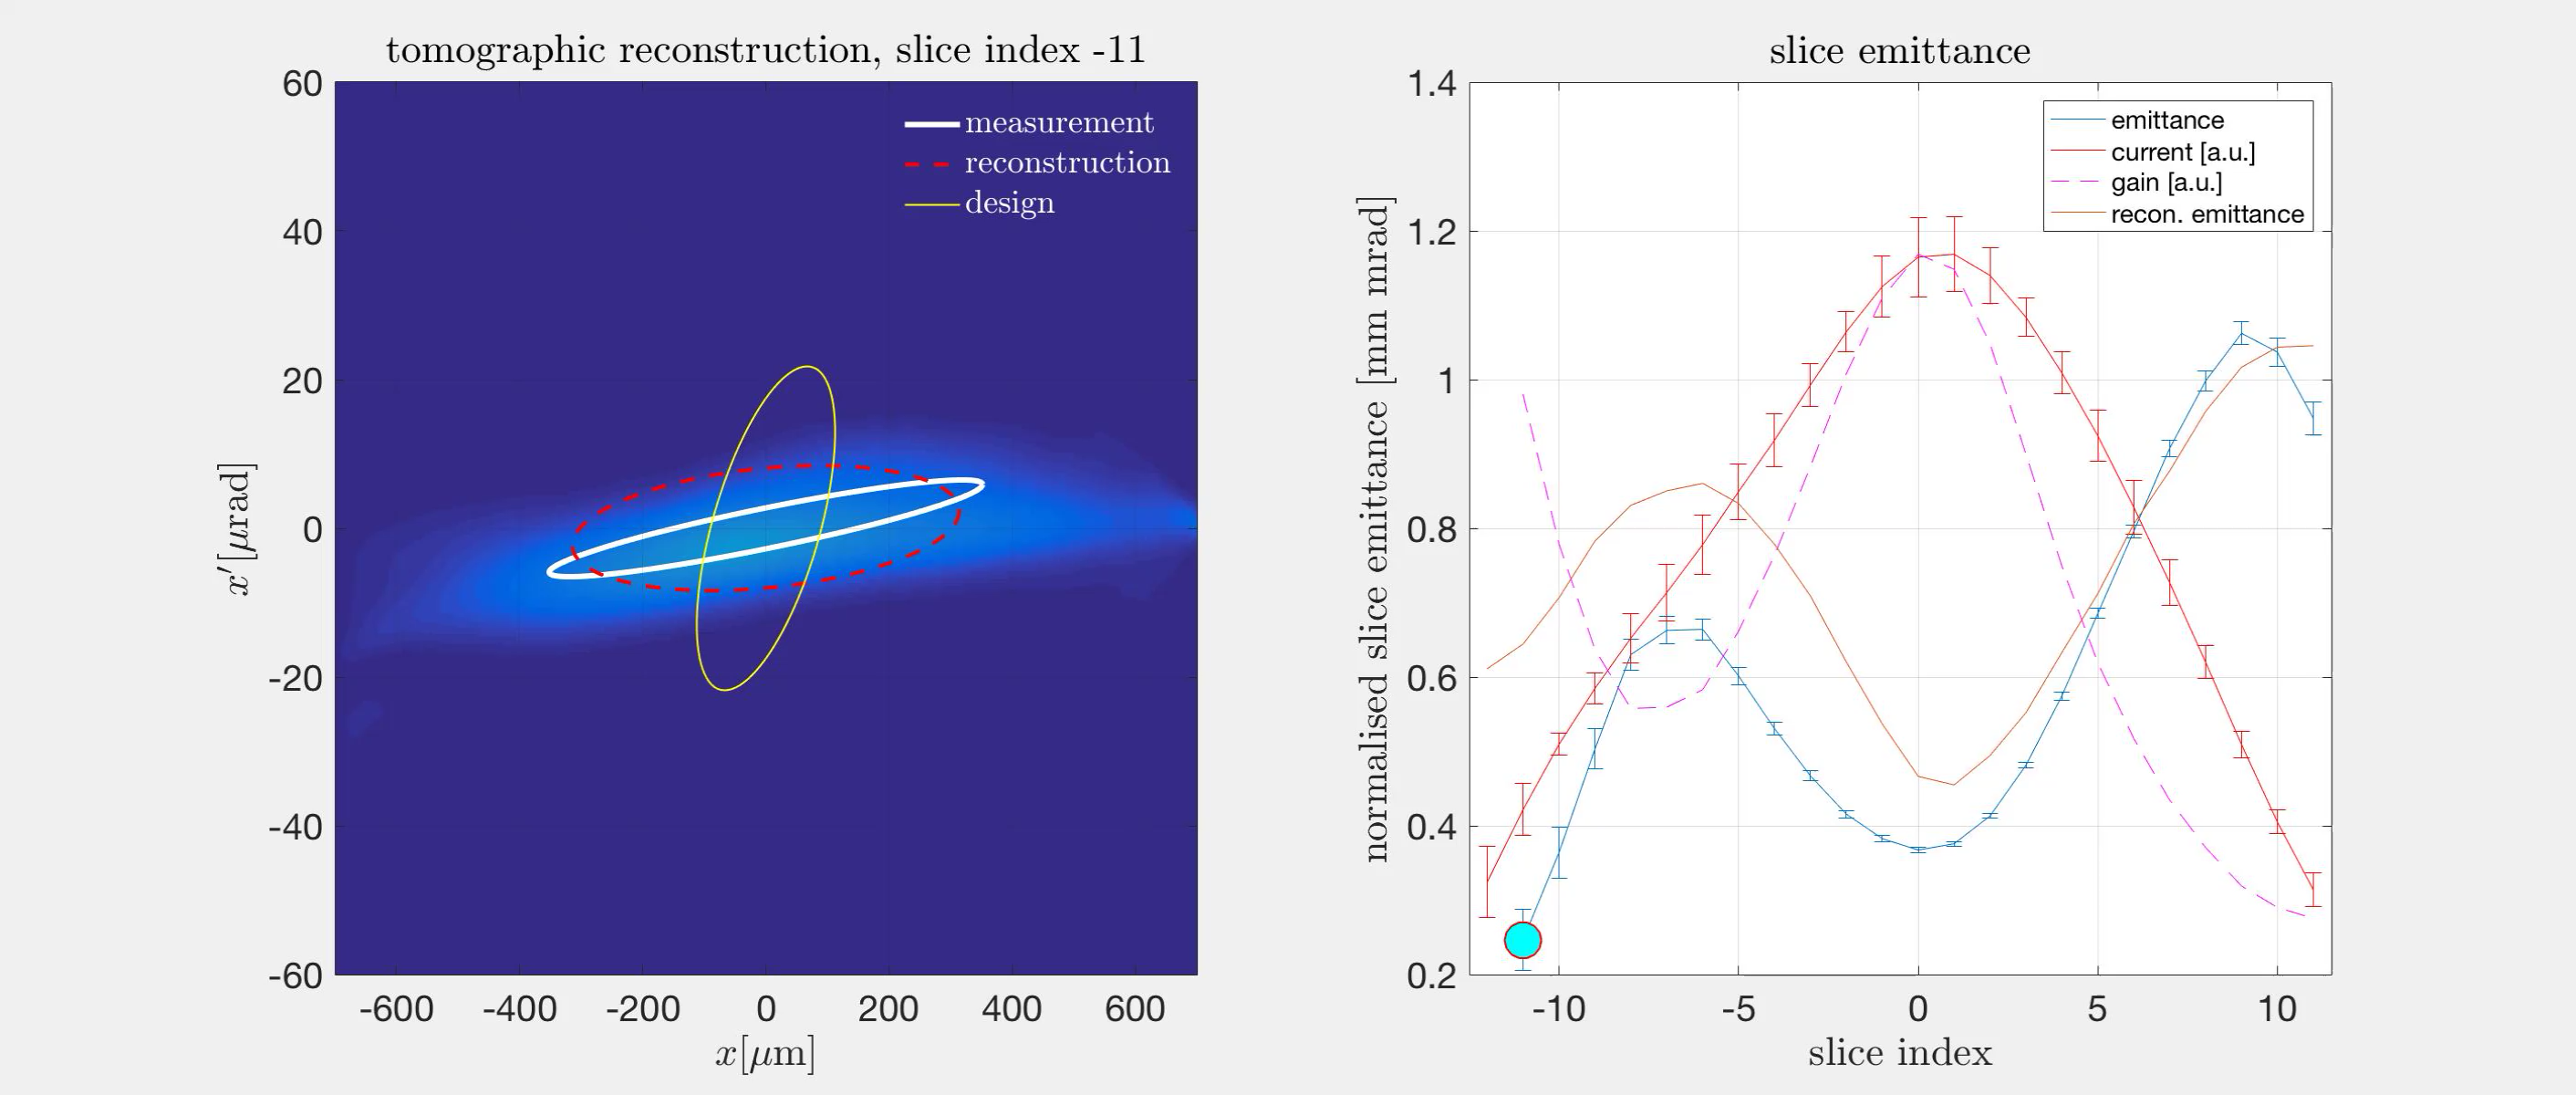 tomographic reconstruction, slice index -11
60
40
20
0
-20
-40
-60
x'[μrad]
measurement
reconstruction
design
-600 -400 -200 0 200 400 600
x[μm]
slice emittance
1.4
1.2
1
0.8
0.6
0.4
0.2
normalised slice emittance [mm mrad]
emittance
current [a.u.]
gain [a.u.]
recon. emittance
-10 -5 0 5 10
slice index